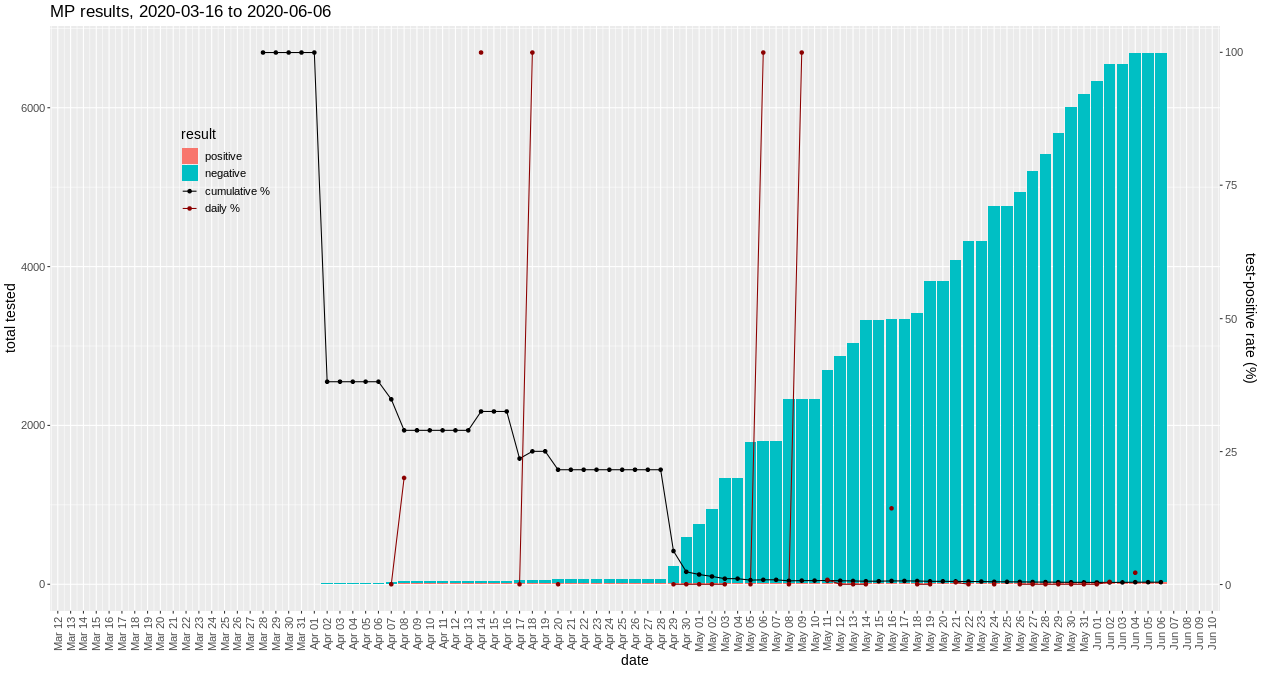 MP results, 2020-03-16 to 2020-06-06
total tested
6000
4000
2000
0
result
positive
negative
cumulative %
daily %
100
75
50
25
0
test-positive rate (%)
Mar 12
Mar 13
Mar 14
Mar 15
Mar 16
Mar 17
Mar 18
Mar 19
Mar 20
Mar 21
Mar 22
Mar 23
Mar 24
Mar 25
Mar 26
Mar 27
Mar 28
Mar 29
Mar 30
Mar 31
Apr 01
Apr 02
Apr 03
Apr 04
Apr 05
Apr 06
Apr 07
Apr 08
Apr 09
Apr 10
Apr 11
Apr 12
Apr 13
Apr 14
Apr 15
Apr 16
Apr 17
Apr 18
Apr 19
Apr 20
Apr 21
Apr 22
Apr 23
Apr 24
Apr 25
Apr 26
Apr 27
Apr 28
Apr 29
Apr 30
May 01
May 02
May 03
May 04
May 05
May 06
May 07
May 08
May 09
May 10
May 11
May 12
May 13
May 14
May 15
May 16
May 17
May 18
May 19
May 20
May 21
May 22
May 23
May 24
May 25
May 26
May 27
May 28
May 29
May 30
May 31
Jun 01
Jun 02
Jun 03
Jun 04
Jun 05
Jun 06
Jun 07
Jun 08
Jun 09
Jun 10
date